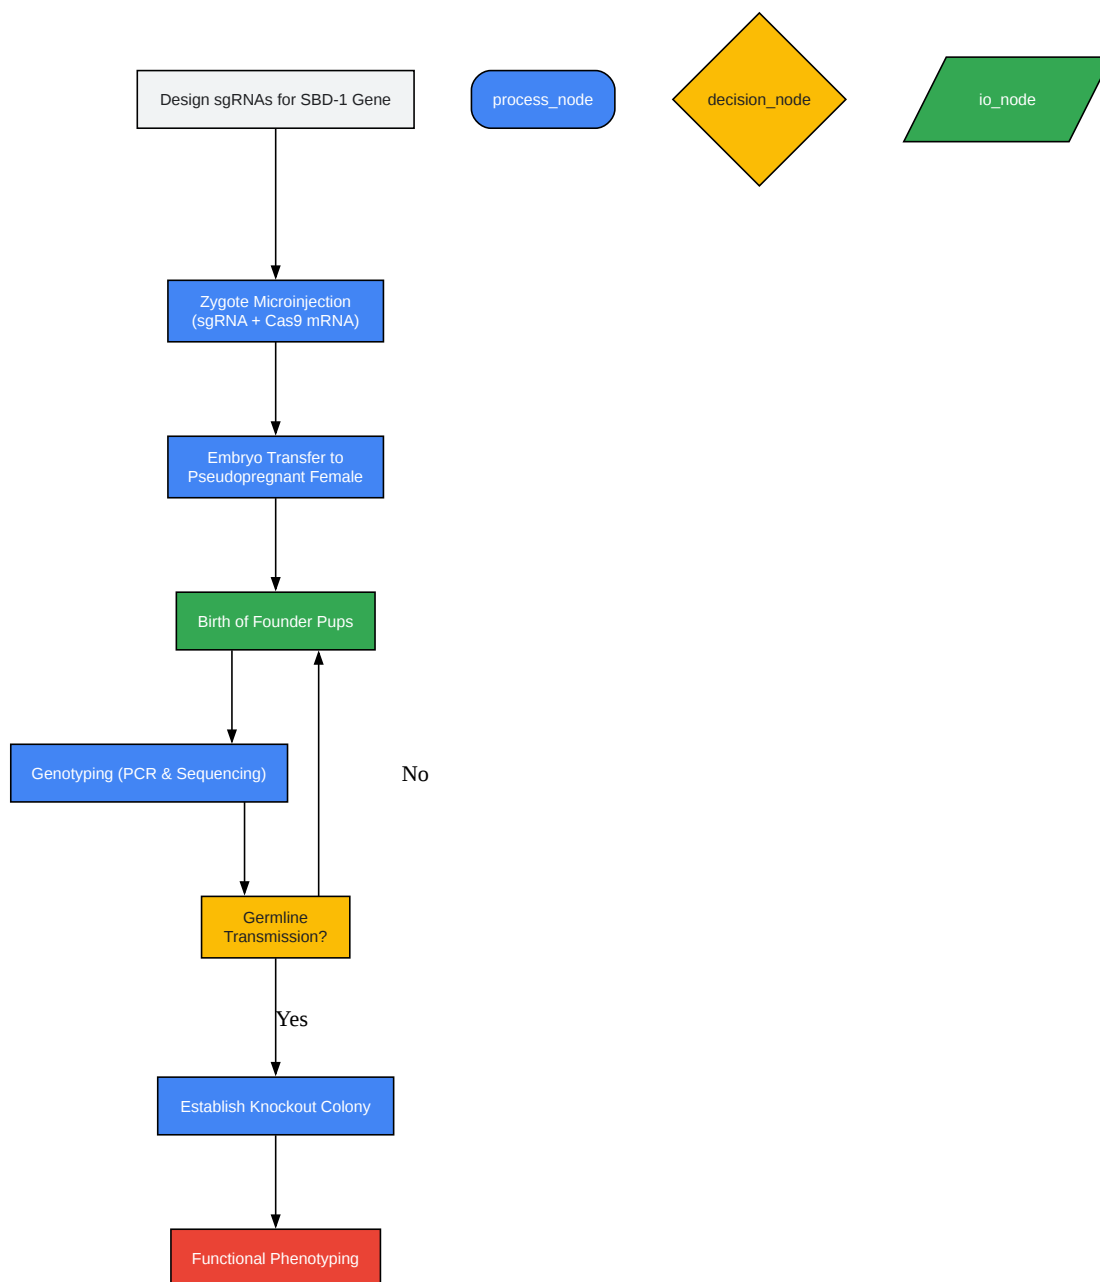 Design sgRNAs for SBD-1 Gene
process_node
decision_node
io_node
Zygote Microinjection
(sgRNA + Cas9 mRNA)
Embryo Transfer to
Pseudopregnant Female
Birth of Founder Pups
Genotyping (PCR & Sequencing)
No
Germline
Transmission?
Yes
Establish Knockout Colony
Functional Phenotyping